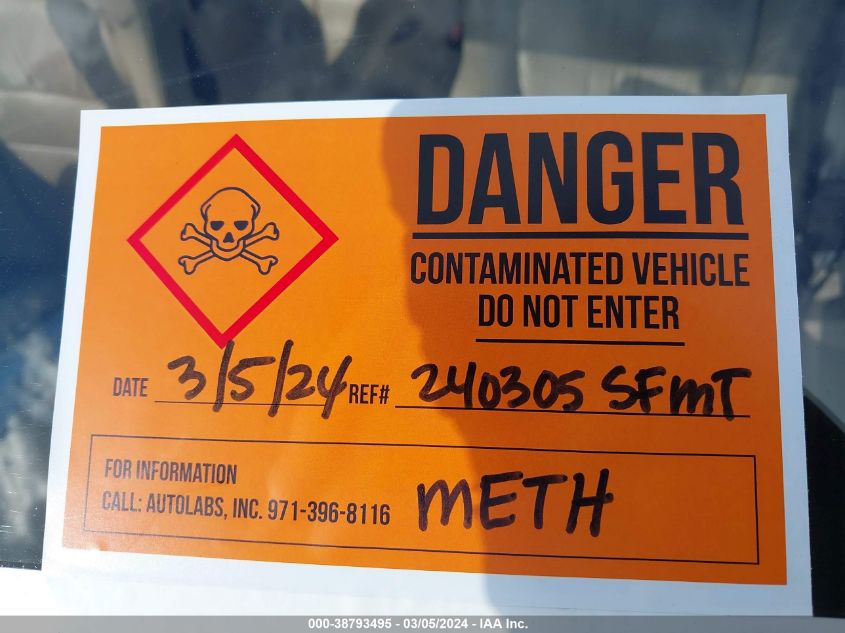 DANGER
CONTAMINATED VEHICLE
DO NOT ENTER
DATE 3/5/24 REF# 240305 SFMT
FOR INFORMATION
CALL: AUTOLABS, INC. 971-396-8116 METH
000-38793495 - 03/05/2024 - IAA Inc.